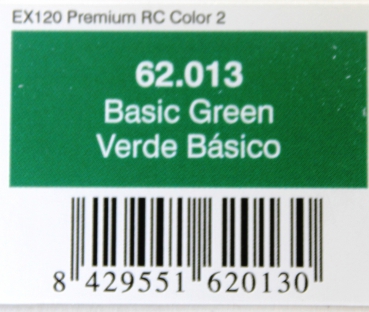 EX120 Premium RC Color 2
62.013
Basic Green
Verde Básico
8 429551 620130